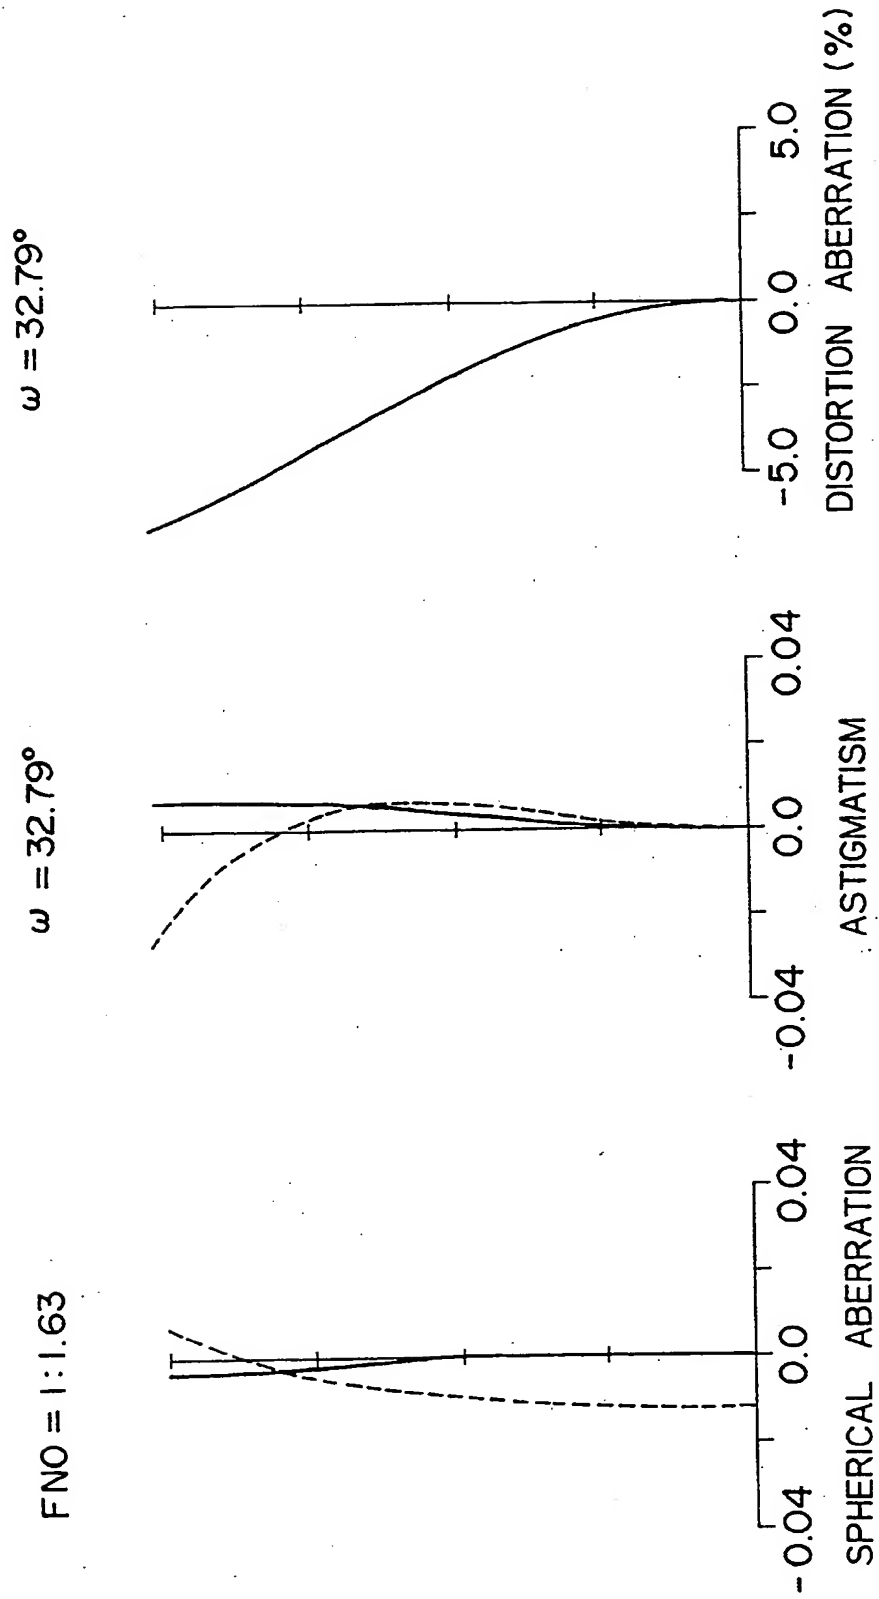 FNO = 1:1.63
-0.04
0.0
0.04
SPHERICAL ABERRATION
ω = 32.79°
-0.04
0.0
0.04
ASTIGMATISM
ω = 32.79°
-5.0
0.0
5.0
DISTORTION ABERRATION (%)